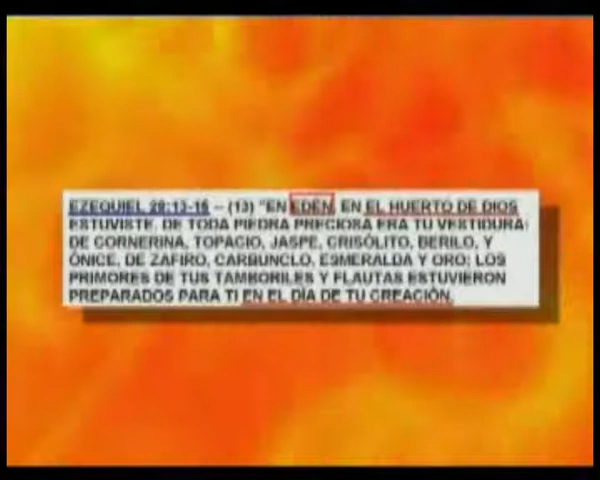 EZEQUIEL 28:13-16 – (13) "EN EDÉN, EN EL HUERTO DE DIOS
ESTUVISTE. DE TODA PIEDRA PRECIOSA ERA TU VESTIDURA:
DE CORNERINA, TOPACIO, JASPE, CRISÓLITO, BERILO, Y
ÓNICE, DE ZAFIRO, CARBUNCLO, ESMERALDA Y ORO; LOS
PRIMORES DE TUS TAMBORILES Y FLAUTAS ESTUVIERON
PREPARADOS PARA TI EN EL DÍA DE TU CREACIÓN.